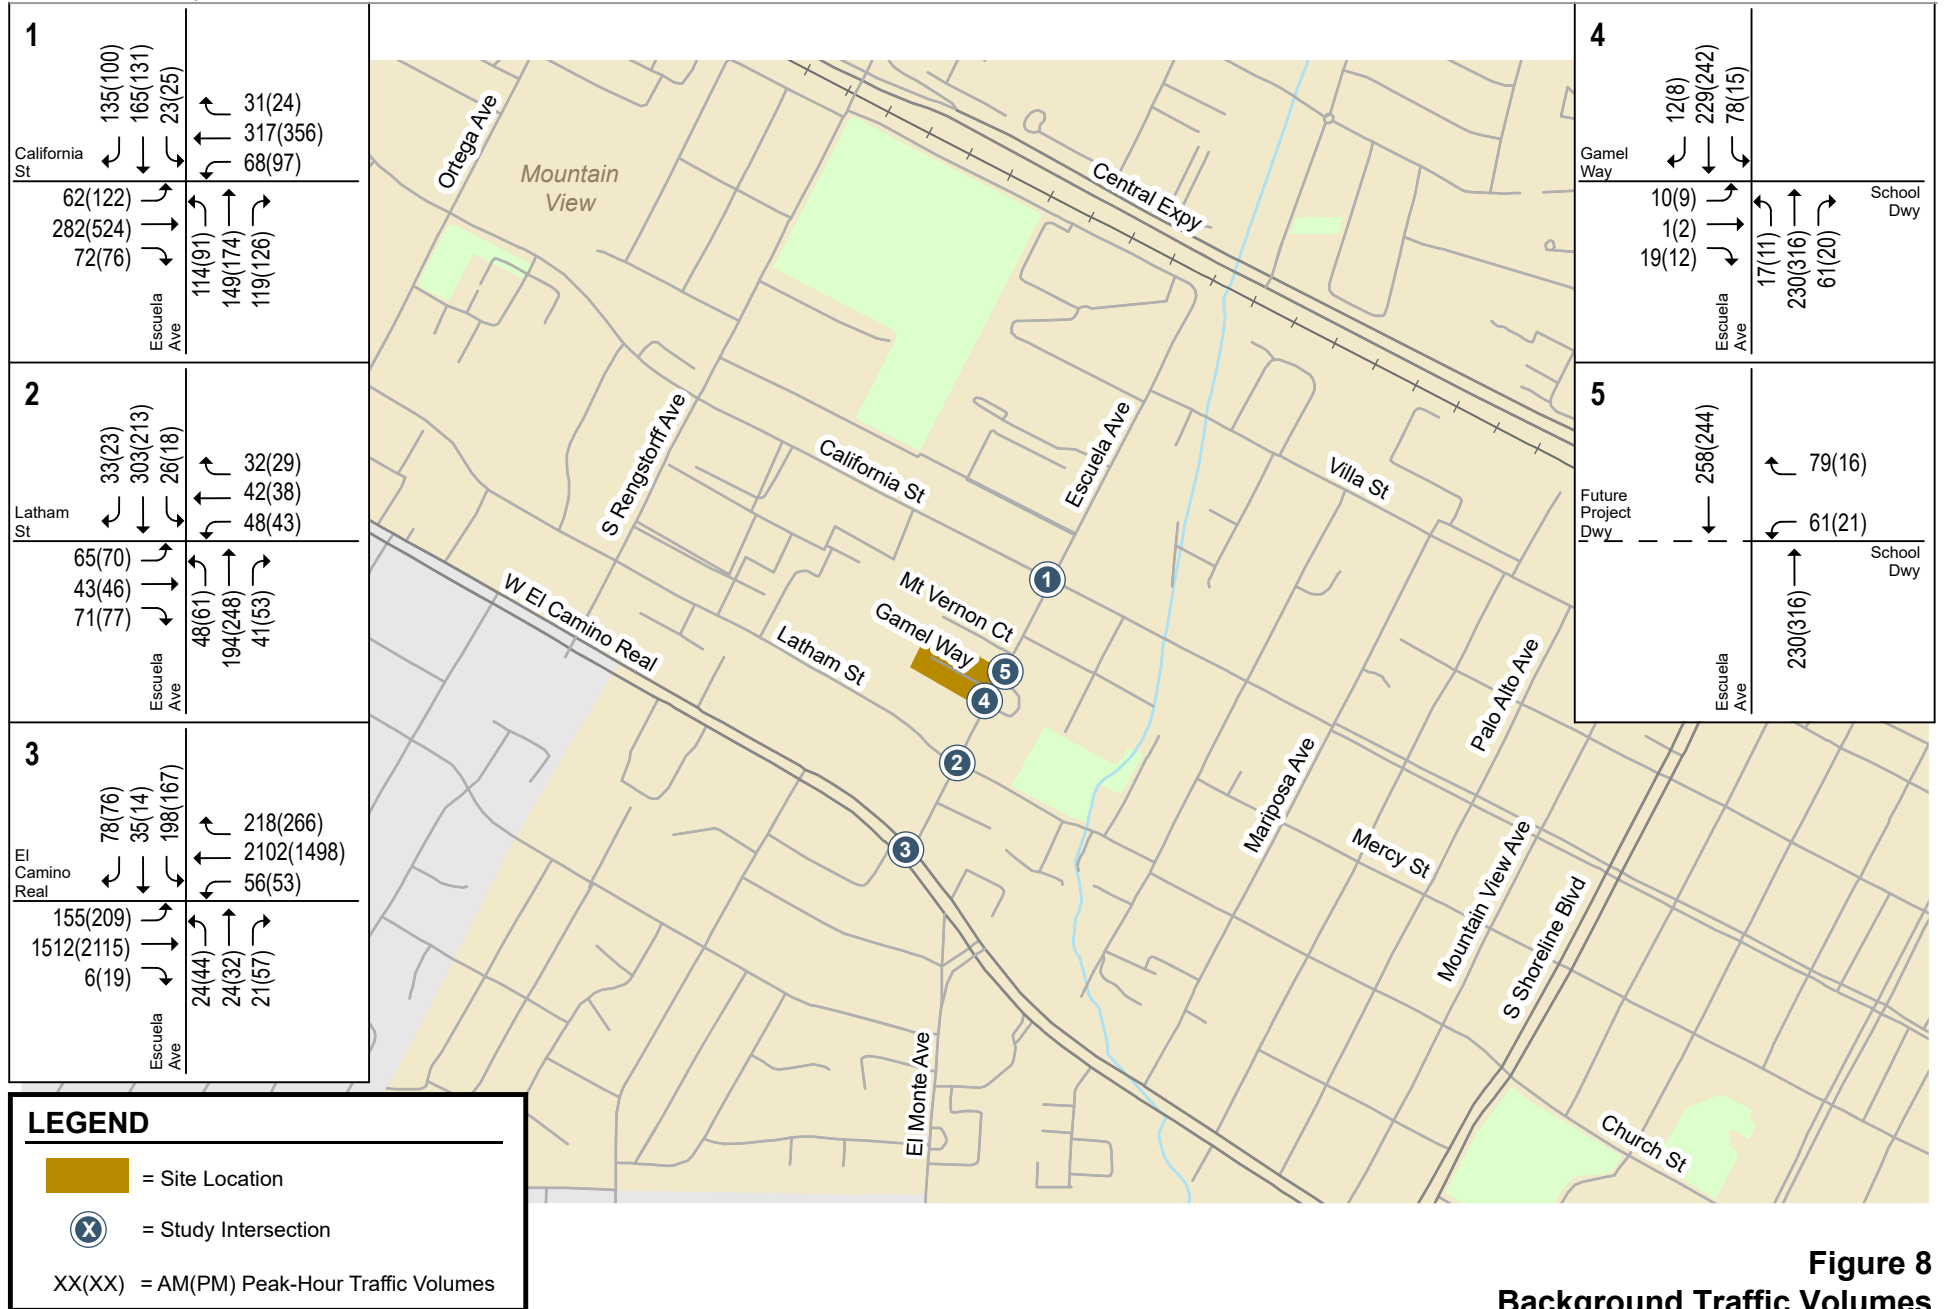 1
135(100)
165(131)
23(25)
31(24)
317(356)
68(97)
California
St
62(122)
282(524)
72(76)
114(91)
149(174)
119(126)
Escuela
Ave
2
33(23)
303(213)
26(18)
32(29)
42(38)
48(43)
Latham
St
65(70)
43(46)
71(77)
48(61)
194(248)
41(53)
Escuela
Ave
3
78(76)
35(14)
198(167)
218(266)
2102(1498)
56(53)
El
Camino
Real
155(209)
1512(2115)
6(19)
24(44)
24(32)
21(57)
Escuela
Ave
4
12(8)
229(242)
78(15)
Gamel
Way
10(9)
1(2)
19(12)
17(11)
230(316)
61(20)
School
Dwy
Escuela
Ave
5
258(244)
79(16)
61(21)
Future
Project
Dwy
School
Dwy
230(316)
Escuela
Ave
Ortega Ave
Mountain
View
Central Expy
S Rengstorff Ave
California St
Escuela Ave
Villa St
W El Camino Real
Mt Vernon Ct
Gamel Way
Latham St
1
5
4
2
3
Palo Alto Ave
Mariposa Ave
Mercy St
Mountain View Ave
S Shoreline Blvd
El Monte Ave
Church St
LEGEND
= Site Location
X = Study Intersection
XX(XX) = AM(PM) Peak-Hour Traffic Volumes
Figure 8
Background Traffic Volumes